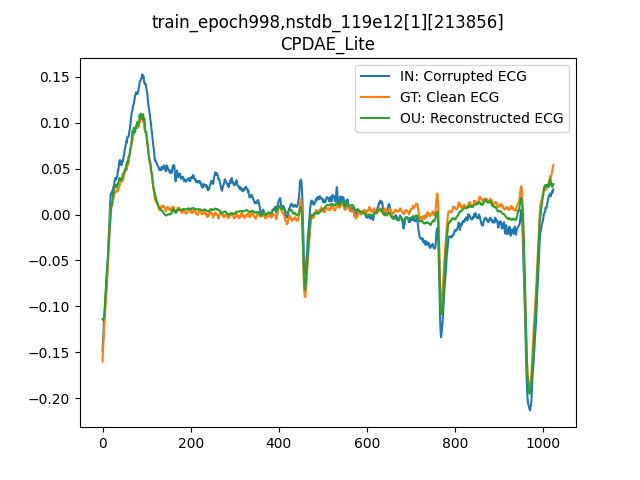 train_epoch998,nstdb_119e12[1][213856]
CPDAE_Lite
IN: Corrupted ECG
GT: Clean ECG
OU: Reconstructed ECG
0.15
0.10
0.05
0.00
−0.05
−0.10
−0.15
−0.20
0 200 400 600 800 1000